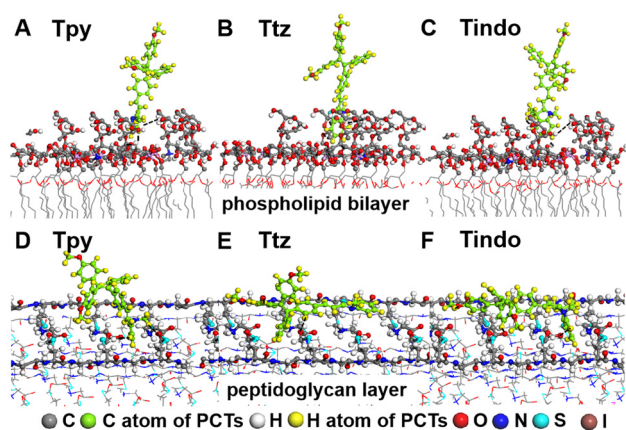 A Tpy B Ttz C Tindo
phospholipid bilayer
D Tpy E Ttz F Tindo
peptidoglycan layer
C C atom of PCTs H H atom of PCTs O N S I